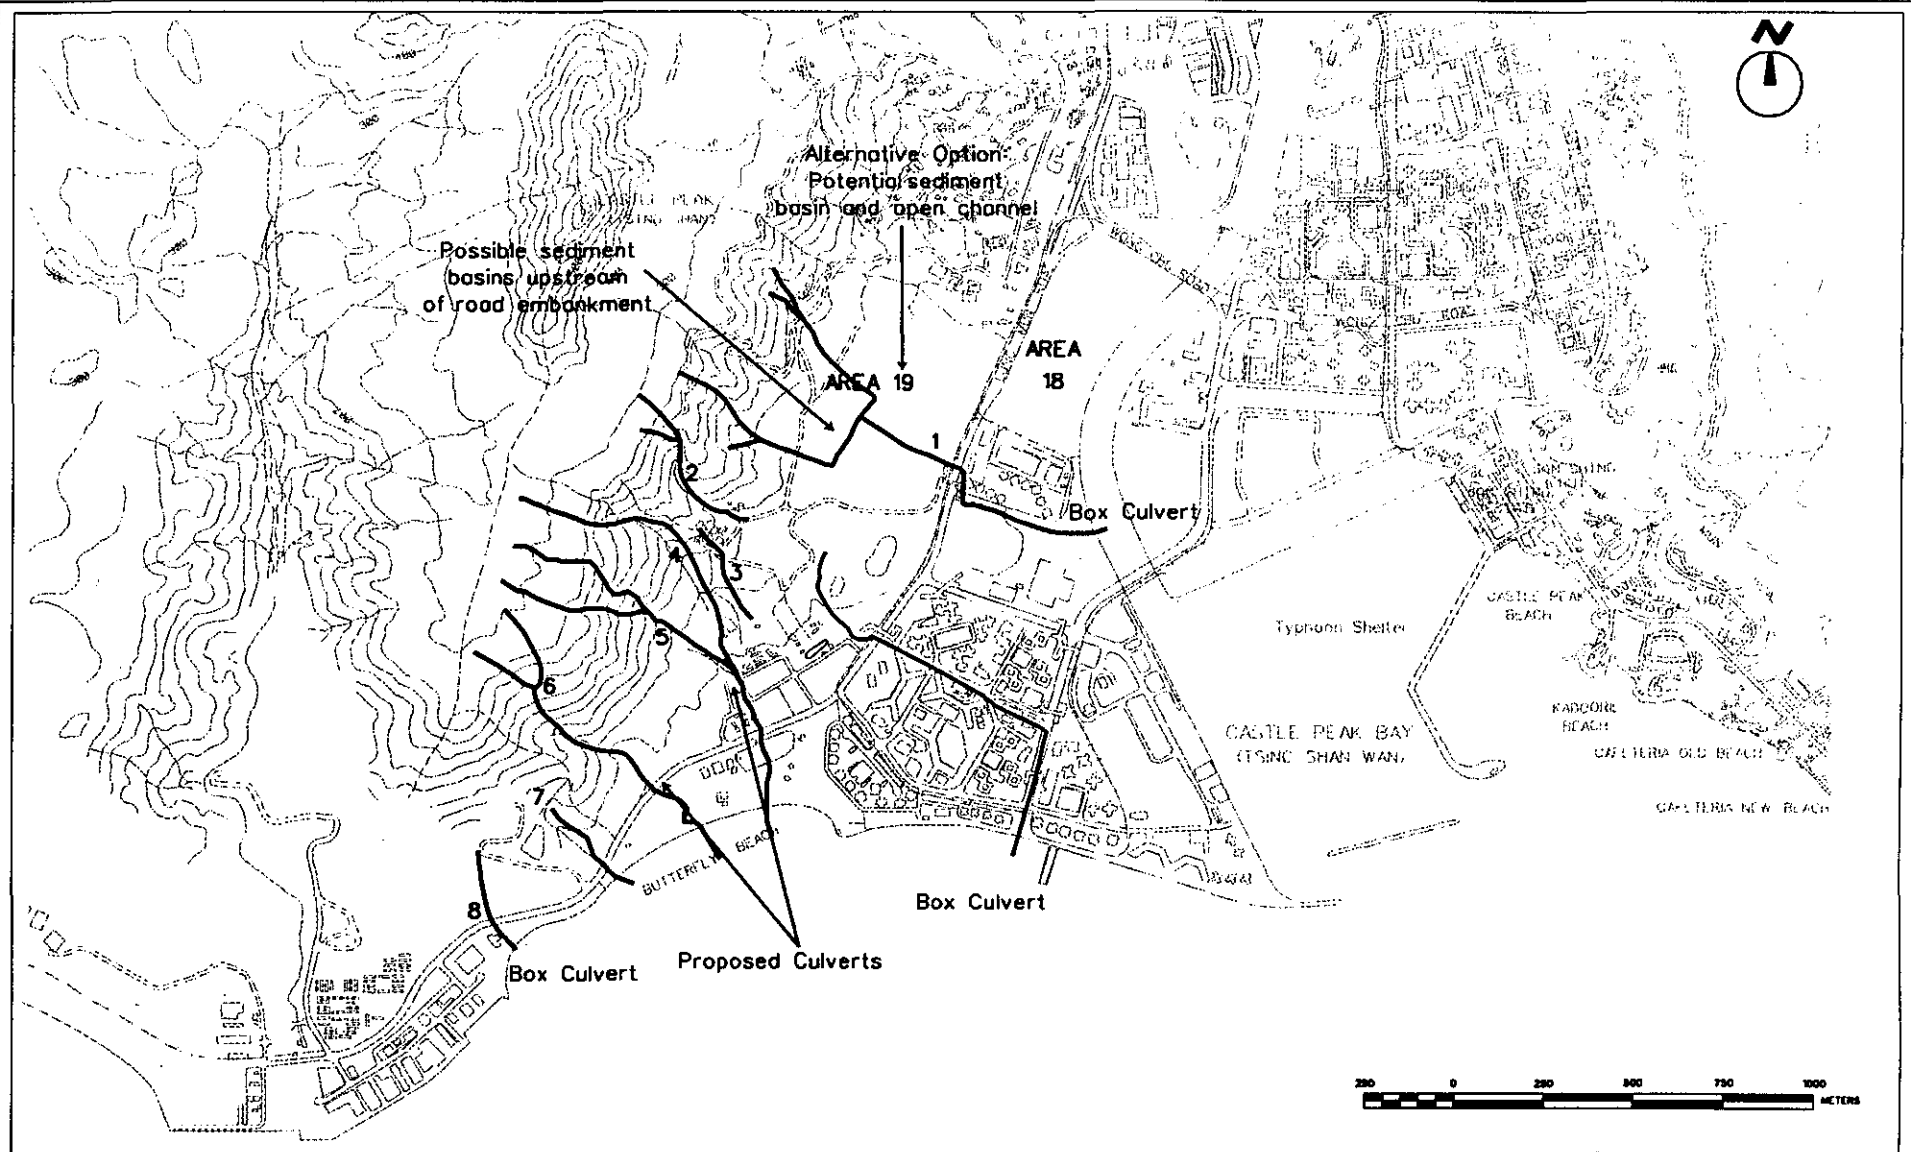 N
Alternative Option:
Potential sediment
basin and open channel
PEAK
Possible sediment
basins upstream
of road embankment
300
AREA 19
AREA
18
1
2
Box Culvert
4
3
5
6
7
8
CASTLE PEAK
BEACH
Typhoon Shelter
KADOORIE
BEACH
CASTLE PEAK BAY
(TSING SHAN WAN)
CAFETERIA OLD BEACH
CAFETERIA NEW BEACH
BUTTERFLY BEACH
Box Culvert
Proposed Culverts
Box Culvert
250 0 250 500 750 1000
METERS